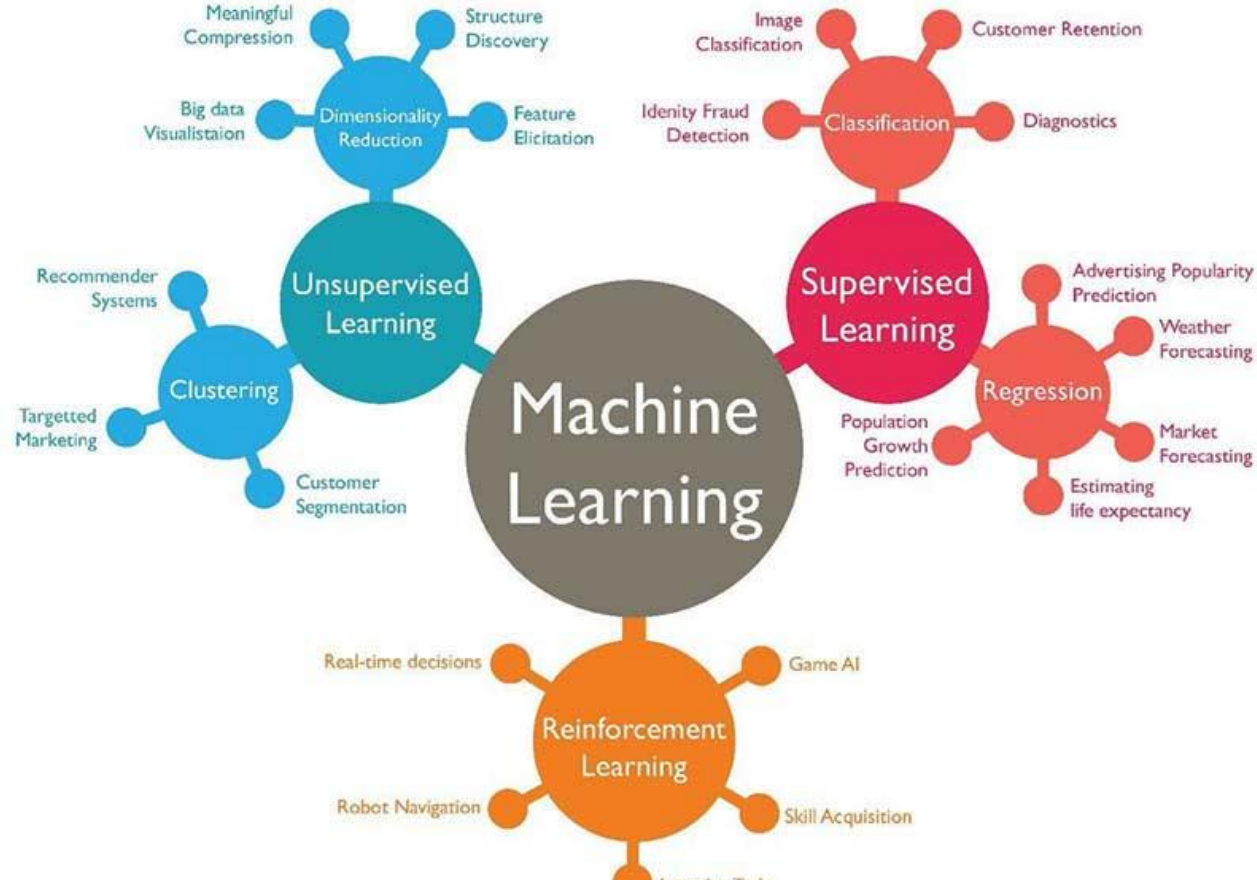 Meaningful
Compression
Structure
Discovery
Big data
Visualistaion
Dimensionality
Reduction
Feature
Elicitation
Image
Classification
Customer Retention
Idenity Fraud
Detection
Classification
Diagnostics
Unsupervised
Learning
Supervised
Learning
Recommender
Systems
Clustering
Targetted
Marketing
Customer
Segmentation
Advertising Popularity
Prediction
Weather
Forecasting
Regression
Population
Growth
Prediction
Market
Forecasting
Estimating
life expectancy
Machine
Learning
Real-time decisions
Game AI
Reinforcement
Learning
Robot Navigation
Skill Acquisition